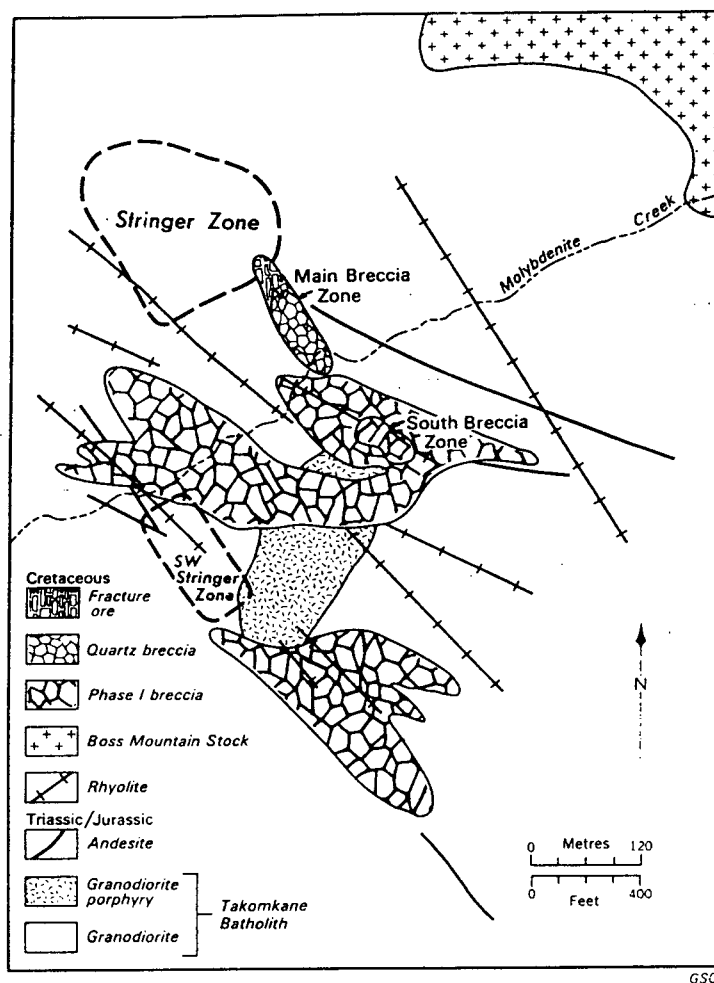 Stringer Zone
Main Breccia
Zone
Molybdenite
Creek
South Breccia
Zone
SW
Stringer
Zone
Cretaceous
Fracture
ore
Quartz breccia
Phase I breccia
Boss Mountain Stock
Rhyolite
Triassic/Jurassic
Andesite
Granodiorite
porphyry
Granodiorite
Takomkane
Batholith
N
0 Metres 120
0 Feet 400
GSC